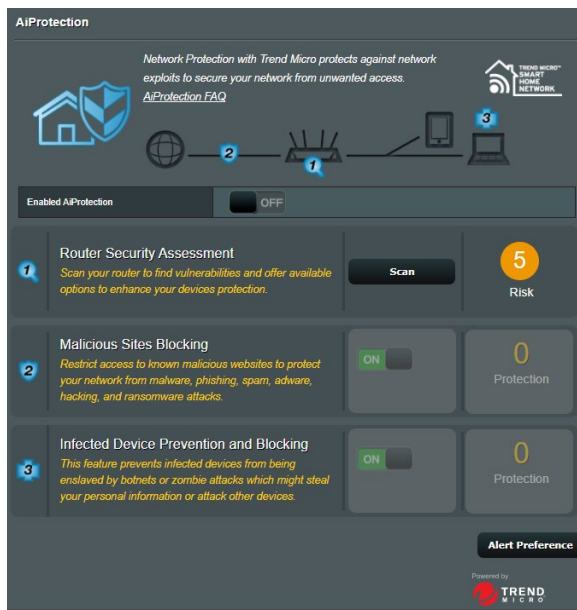 AiProtection
Network Protection with Trend Micro protects against network
exploits to secure your network from unwanted access.
AiProtection FAQ
TREND MICRO™
SMART
HOME
NETWORK
3
2
1
Enabled AiProtection
OFF
1
Router Security Assessment
Scan your router to find vulnerabilities and offer available
options to enhance your devices protection.
Scan
5
Risk
2
Malicious Sites Blocking
Restrict access to known malicious websites to protect
your network from malware, phishing, spam, adware,
hacking, and ransomware attacks.
ON
0
Protection
3
Infected Device Prevention and Blocking
This feature prevents infected devices from being
enslaved by botnets or zombie attacks which might steal
your personal information or attack other devices.
ON
0
Protection
Alert Preference
Powered by
TREND
MICRO